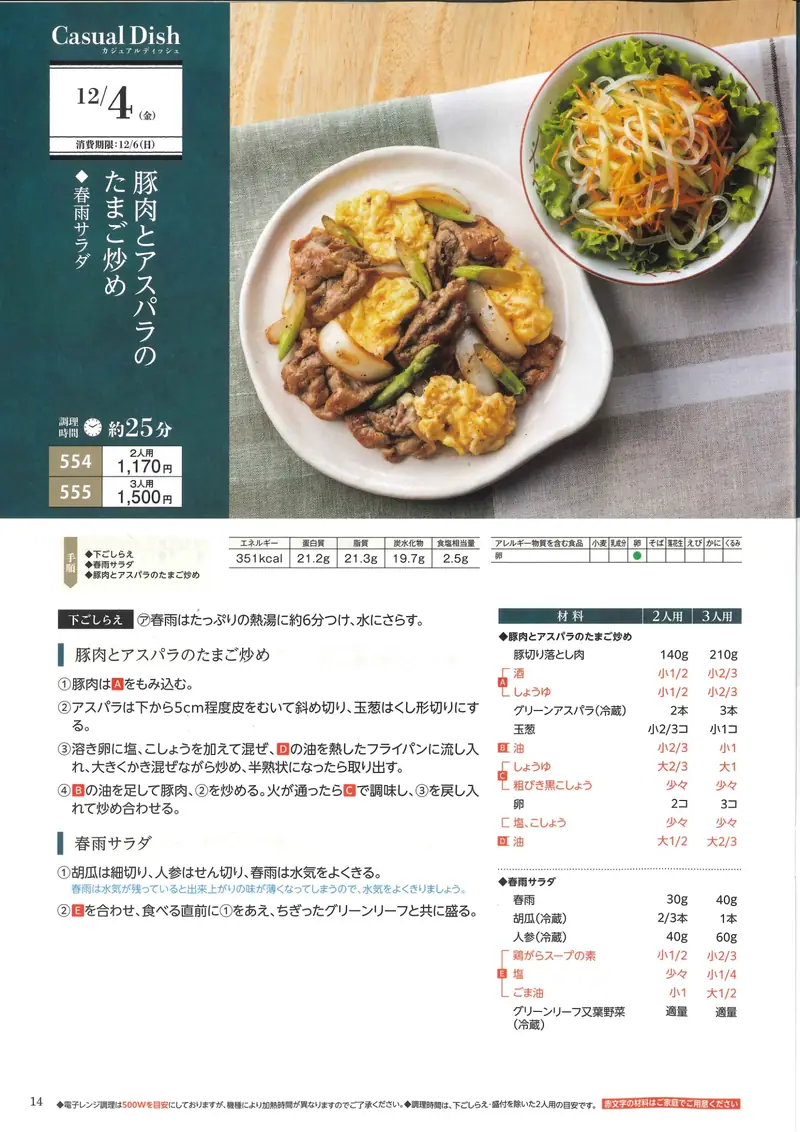 Casual Dish
カジュアルディッシュ
12/4(金)
消費期限:12/6(日)
豚肉とアスパラの
たまご炒め
◆春雨サラダ
調理時間 約25分
554 2人用 1,170円
555 3人用 1,500円
手順
◆下ごしらえ
◆春雨サラダ
◆豚肉とアスパラのたまご炒め
エネルギー 蛋白質 脂質 炭水化物 食塩相当量
351kcal 21.2g 21.3g 19.7g 2.5g
アレルギー物質を含む食品 小麦 乳成分 卵 そば 落花生 えび かに くるみ
卵 ●
下ごしらえ ㋐春雨はたっぷりの熱湯に約6分つけ、水にさらす。
豚肉とアスパラのたまご炒め
①豚肉はAをもみ込む。
②アスパラは下から5cm程度皮をむいて斜め切り、玉葱はくし形切りにす
る。
③溶き卵に塩、こしょうを加えて混ぜ、Dの油を熱したフライパンに流し入
れ、大きくかき混ぜながら炒め、半熟状になったら取り出す。
④Bの油を足して豚肉、②を炒める。火が通ったらCで調味し、③を戻し入
れて炒め合わせる。
春雨サラダ
①胡瓜は細切り、人参はせん切り、春雨は水気をよくきる。
春雨は水気が残っていると出来上がりの味が薄くなってしまうので、水気をよくきりましょう。
②Eを合わせ、食べる直前に①をあえ、ちぎったグリーンリーフと共に盛る。
材料 2人用 3人用
◆豚肉とアスパラのたまご炒め
豚切り落とし肉 140g 210g
A 酒 小1/2 小2/3
しょうゆ 小1/2 小2/3
グリーンアスパラ(冷蔵) 2本 3本
玉葱 小2/3コ 小1コ
B 油 小2/3 小1
C しょうゆ 大2/3 大1
粗びき黒こしょう 少々 少々
卵 2コ 3コ
塩、こしょう 少々 少々
D 油 大1/2 大2/3
◆春雨サラダ
春雨 30g 40g
胡瓜(冷蔵) 2/3本 1本
人参(冷蔵) 40g 60g
E 鶏がらスープの素 小1/2 小2/3
塩 少々 小1/4
ごま油 小1 大1/2
グリーンリーフ又葉野菜 適量 適量
(冷蔵)
14 ◆電子レンジ調理は500Wを目安にしておりますが、機種により加熱時間が異なりますのでご了承ください。◆調理時間は、下ごしらえ・盛付を除いた2人用の目安です。 赤文字の材料はご家庭でご用意ください